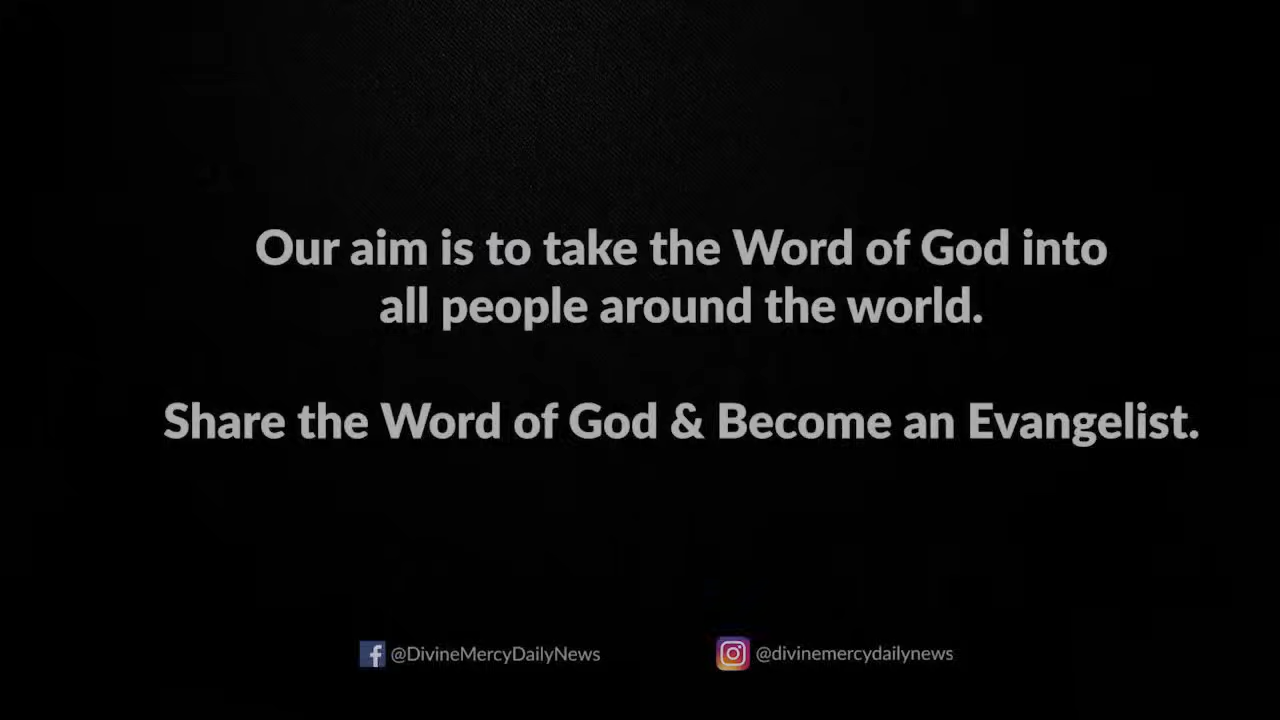 Our aim is to take the Word of God into
all people around the world.
Share the Word of God & Become an Evangelist.
@DivineMercyDailyNews
@divinemercydailynews